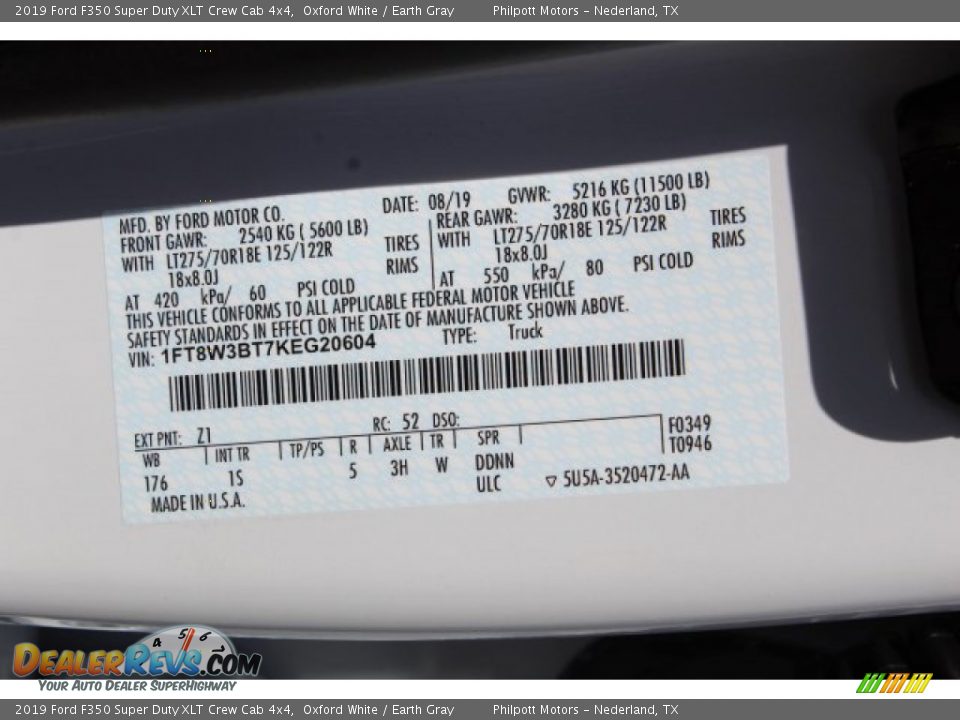 2019 Ford F350 Super Duty XLT Crew Cab 4x4, Oxford White / Earth Gray Philpott Motors - Nederland, TX
MFD. BY FORD MOTOR CO. DATE: 08/19 GVWR: 5216 KG (11500 LB)
FRONT GAWR: 2540 KG ( 5600 LB) REAR GAWR: 3280 KG ( 7230 LB)
WITH LT275/70R18E 125/122R TIRES WITH LT275/70R18E 125/122R TIRES
18x8.0J RIMS 18x8.0J RIMS
AT 420 kPa/ 60 PSI COLD AT 550 kPa/ 80 PSI COLD
THIS VEHICLE CONFORMS TO ALL APPLICABLE FEDERAL MOTOR VEHICLE
SAFETY STANDARDS IN EFFECT ON THE DATE OF MANUFACTURE SHOWN ABOVE.
VIN: 1FT8W3BT7KEG20604 TYPE: Truck
EXT PNT: Z1 RC: 52 DSO: F0349
WB INT TR TP/PS R AXLE TR SPR T0946
176 1S 5 3H W DDNN
ULC ▽ 5U5A-3520472-AA
MADE IN U.S.A.
4 5 6
DEALERREVS.COM
YOUR AUTO DEALER SUPERHIGHWAY
2019 Ford F350 Super Duty XLT Crew Cab 4x4, Oxford White / Earth Gray Philpott Motors - Nederland, TX